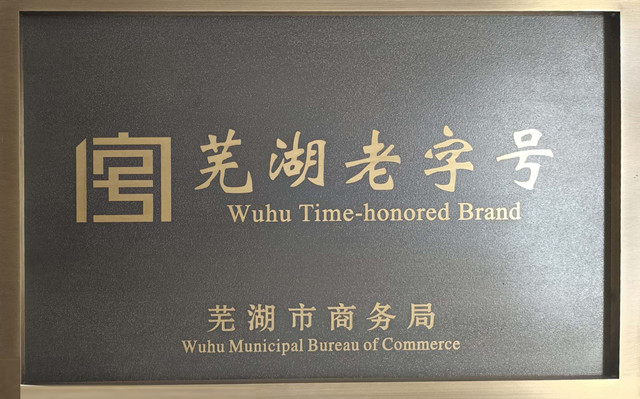 芜湖老字号
Wuhu Time-honored Brand
芜湖市商务局
Wuhu Municipal Bureau of Commerce